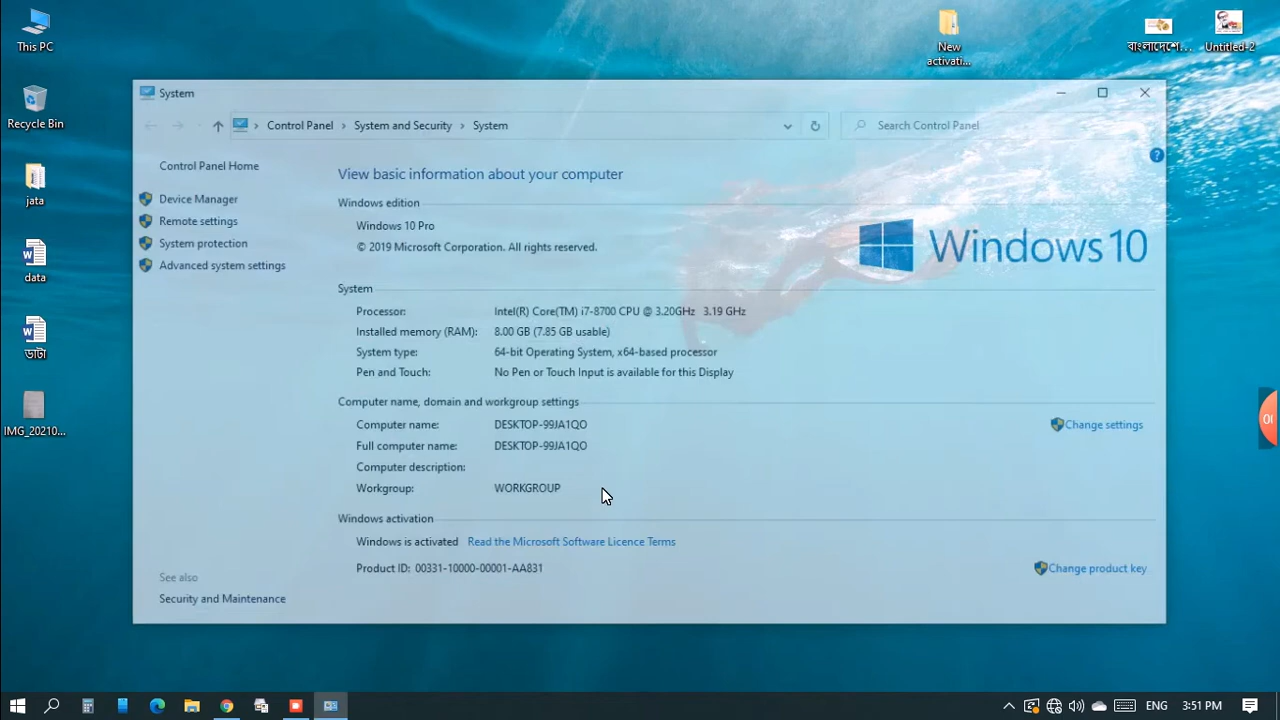 This PC
Recycle Bin
jata
data
ডাটা
IMG_20210...
New
activati...
বাংলাদেশে...
Untitled-2
System
Control Panel > System and Security > System
Search Control Panel
Control Panel Home
Device Manager
Remote settings
System protection
Advanced system settings
See also
Security and Maintenance
View basic information about your computer
Windows edition
Windows 10 Pro
© 2019 Microsoft Corporation. All rights reserved.
Windows 10
System
Processor: Intel(R) Core(TM) i7-8700 CPU @ 3.20GHz 3.19 GHz
Installed memory (RAM): 8.00 GB (7.85 GB usable)
System type: 64-bit Operating System, x64-based processor
Pen and Touch: No Pen or Touch Input is available for this Display
Computer name, domain and workgroup settings
Computer name: DESKTOP-99JA1QO
Change settings
Full computer name: DESKTOP-99JA1QO
Computer description:
Workgroup: WORKGROUP
Windows activation
Windows is activated Read the Microsoft Software Licence Terms
Product ID: 00331-10000-00001-AA831
Change product key
ENG
3:51 PM